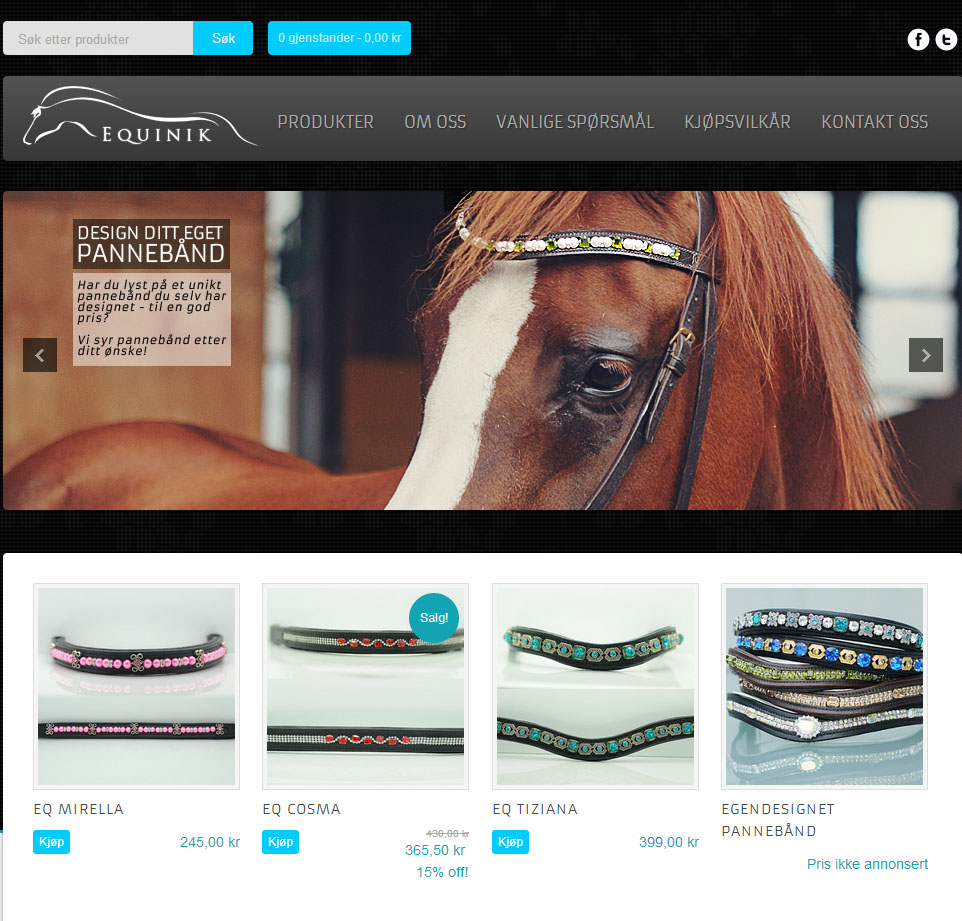 Søk etter produkter
Søk
0 gjenstander - 0,00 kr
EQUINIK
PRODUKTER
OM OSS
VANLIGE SPØRSMÅL
KJØPSVILKÅR
KONTAKT OSS
DESIGN DITT EGET
PANNEBÅND
Har du lyst på et unikt
pannebånd du selv har
designet - til en god
pris?
Vi syr pannebånd etter
ditt ønske!
Salg!
EQ MIRELLA
Kjøp
245,00 kr
EQ COSMA
Kjøp
430,00 kr
365,50 kr
15% off!
EQ TIZIANA
Kjøp
399,00 kr
EGENDESIGNET
PANNEBÅND
Pris ikke annonsert